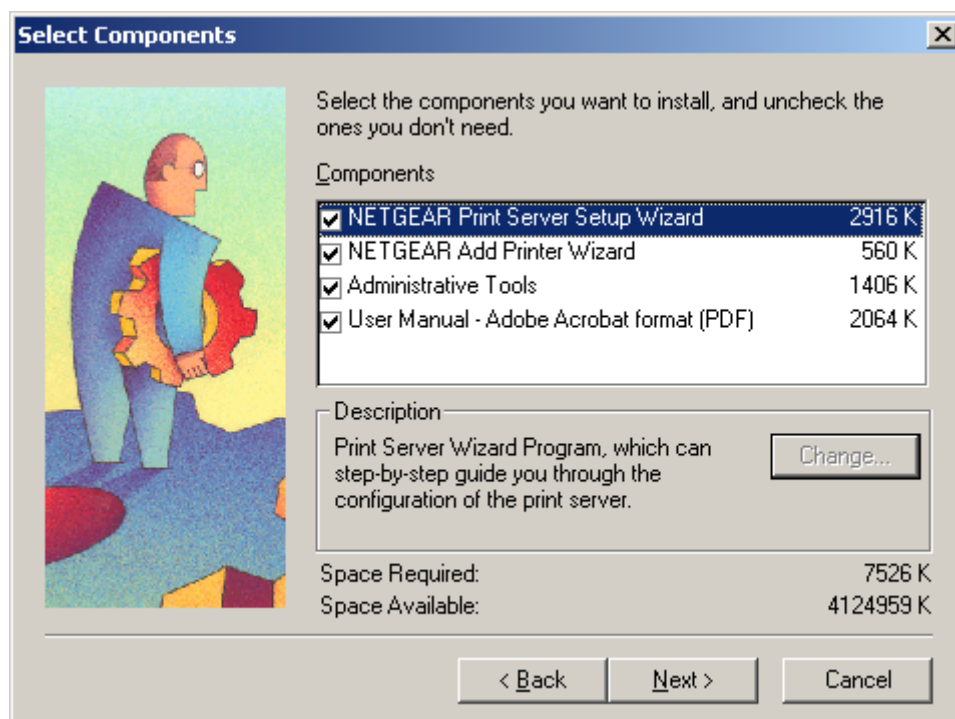 Select Components
Select the components you want to install, and uncheck the
ones you don't need.
Components
NETGEAR Print Server Setup Wizard 2916 K
NETGEAR Add Printer Wizard 560 K
Administrative Tools 1406 K
User Manual - Adobe Acrobat format (PDF) 2064 K
Description
Print Server Wizard Program, which can
step-by-step guide you through the
configuration of the print server.
Change...
Space Required: 7526 K
Space Available: 4124959 K
< Back
Next >
Cancel